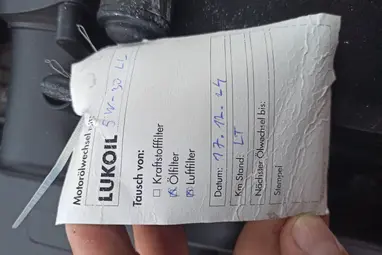 Motorölwechsel mit:
LUKOIL 5W-30 LL
Tausch von:
☐ Kraftstofffilter
☒ Ölfilter
☒ Luftfilter
Datum: 17.12.24
Km Stand: LT
Nächster Ölwechsel bis:
Stempel